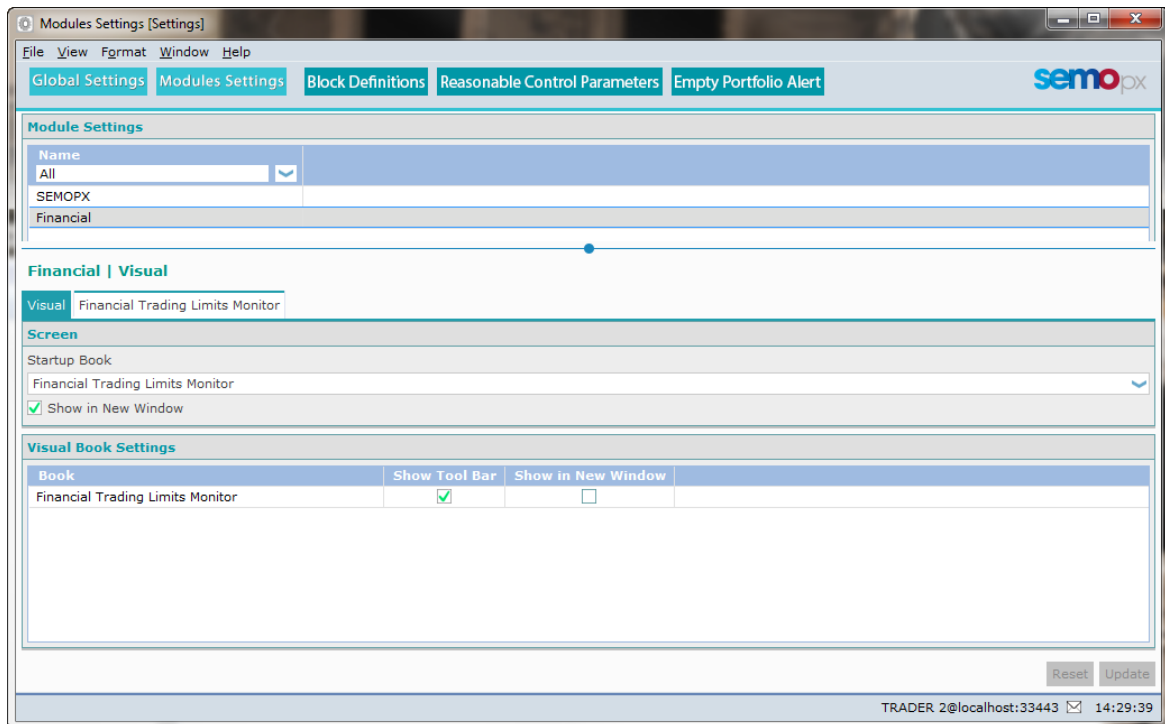 Modules Settings [Settings]
File View Format Window Help
Global Settings Modules Settings Block Definitions Reasonable Control Parameters Empty Portfolio Alert semopx
Module Settings
Name
All
SEMOPX
Financial
Financial | Visual
Visual Financial Trading Limits Monitor
Screen
Startup Book
Financial Trading Limits Monitor
Show in New Window
Visual Book Settings
Book Show Tool Bar Show in New Window
Financial Trading Limits Monitor
Reset Update
TRADER 2@localhost:33443 14:29:39